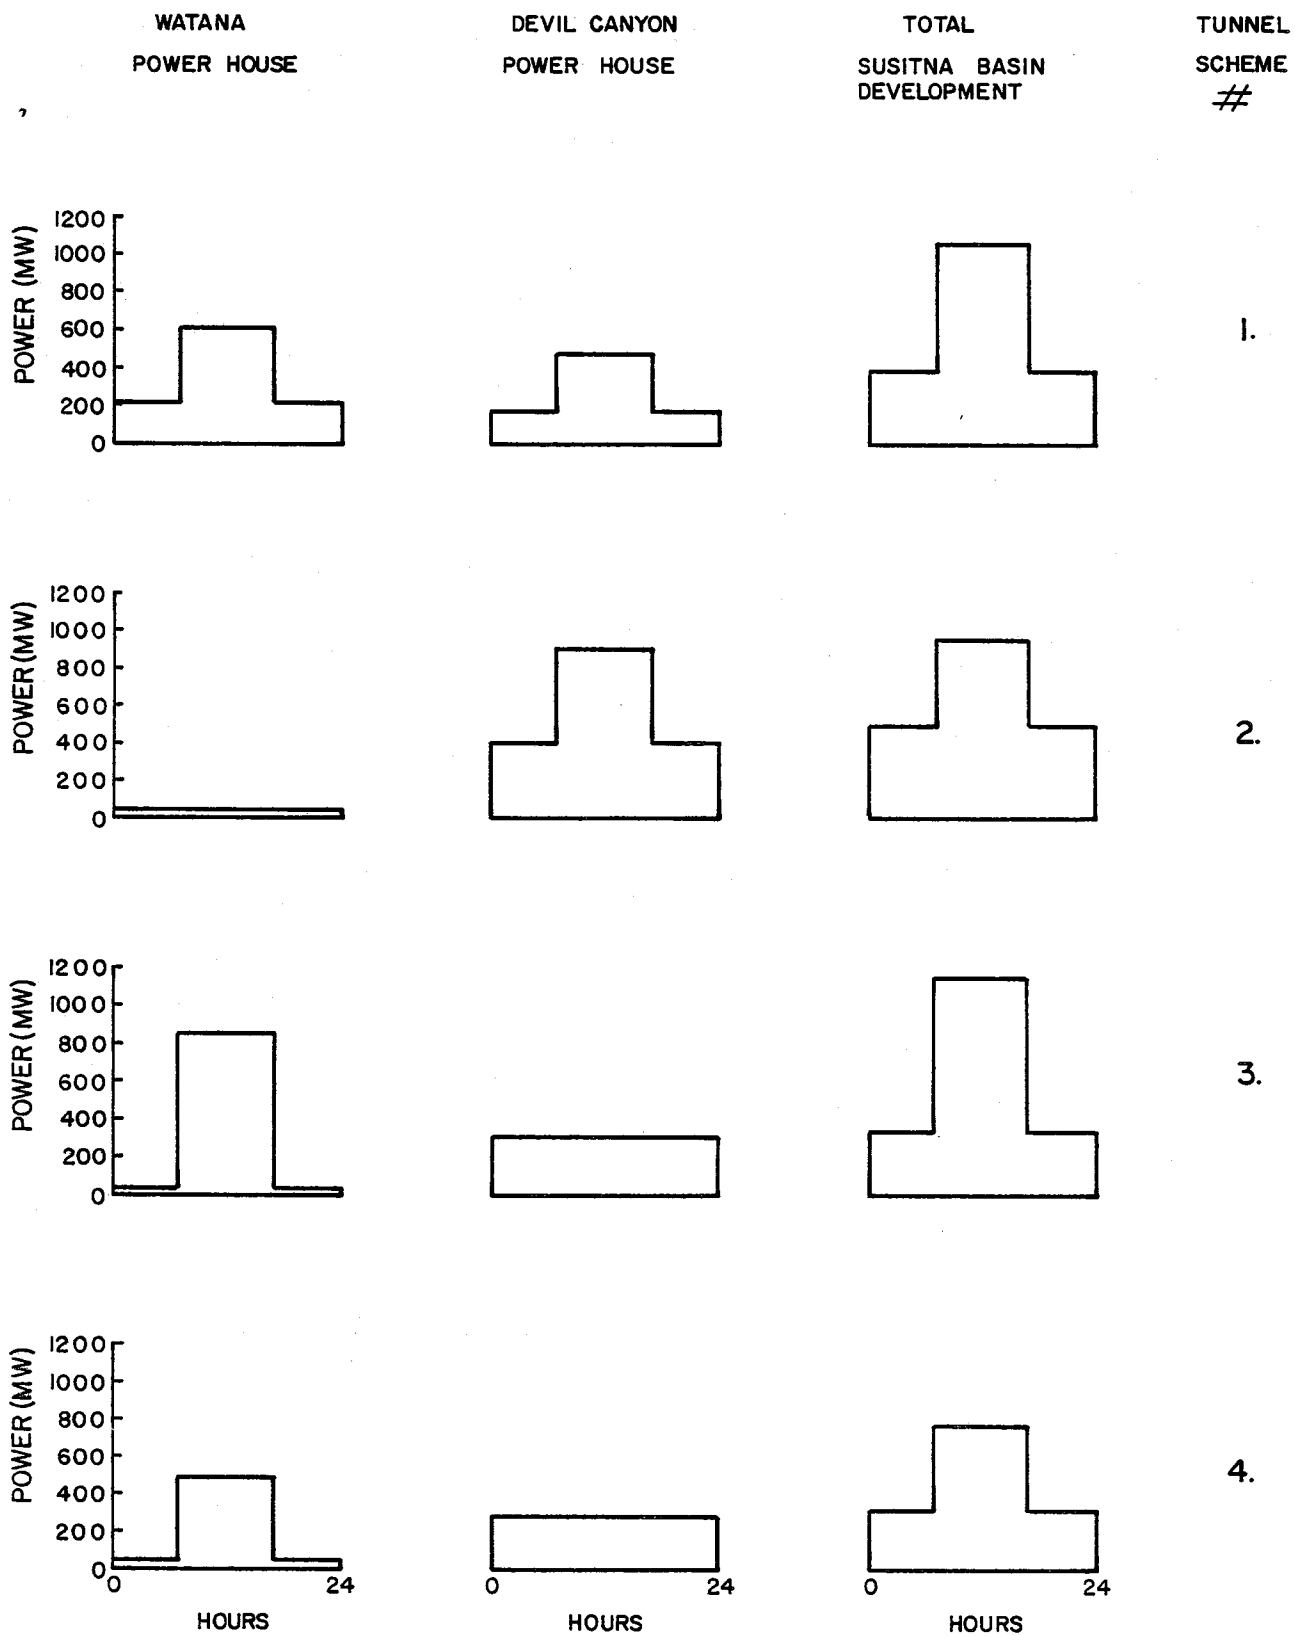 WATANA
POWER HOUSE
DEVIL CANYON
POWER HOUSE
TOTAL
SUSITNA BASIN
DEVELOPMENT
TUNNEL
SCHEME
#
POWER (MW)
1200
1000
800
600
400
200
0
1.
POWER (MW)
1200
1000
800
600
400
200
0
2.
POWER (MW)
1200
1000
800
600
400
200
0
3.
POWER (MW)
1200
1000
800
600
400
200
0
4.
0 24
HOURS
0 24
HOURS
0 24
HOURS